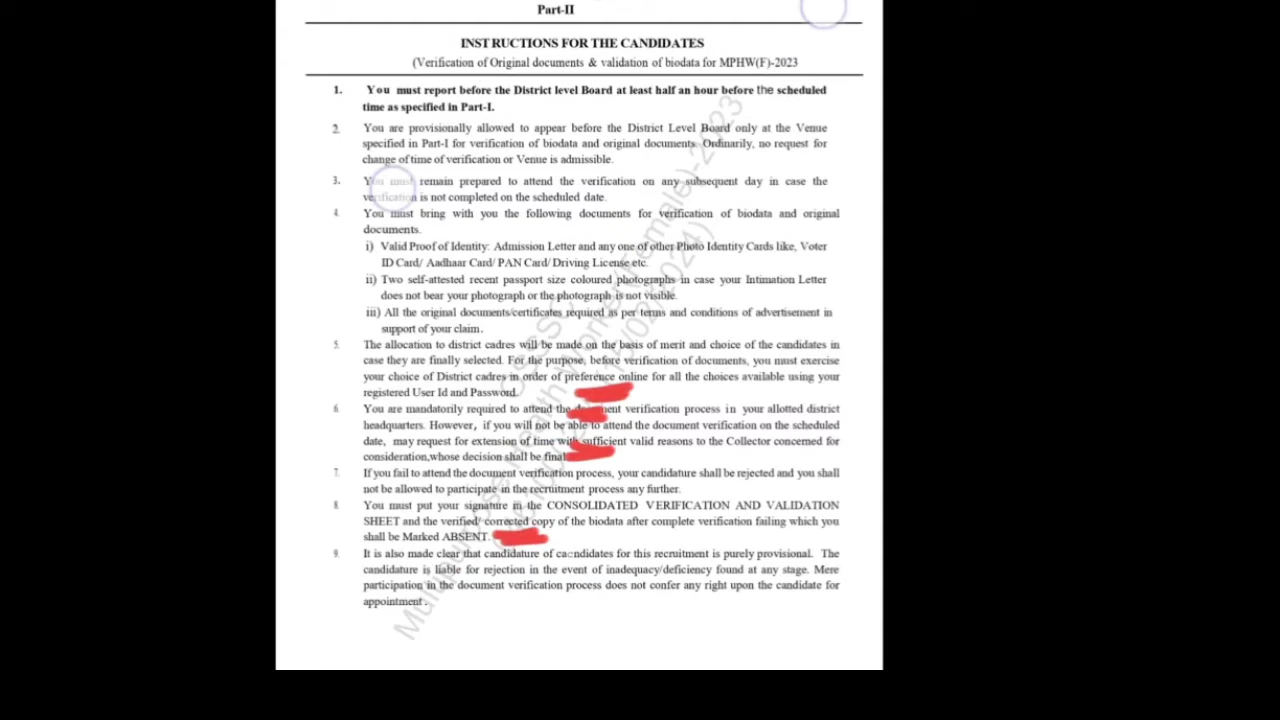 Part-II
INSTRUCTIONS FOR THE CANDIDATES
(Verification of Original documents & validation of biodata for MPHW(F)-2023
1. You must report before the District level Board at least half an hour before the scheduled
time as specified in Part-I.
2. You are provisionally allowed to appear before the District Level Board only at the Venue
specified in Part-I for verification of biodata and original documents. Ordinarily, no request for
change of time of verification or Venue is admissible.
3. You must remain prepared to attend the verification on any subsequent day in case the
verification is not completed on the scheduled date.
4. You must bring with you the following documents for verification of biodata and original
documents.
i) Valid Proof of Identity: Admission Letter and any one of other Photo Identity Cards like, Voter
ID Card/ Aadhaar Card/ PAN Card/ Driving License etc.
ii) Two self-attested recent passport size coloured photographs in case your Intimation Letter
does not bear your photograph or the photograph is not visible.
iii) All the original documents/certificates required as per terms and conditions of advertisement in
support of your claim.
5. The allocation to district cadres will be made on the basis of merit and choice of the candidates in
case they are finally selected. For the purpose, before verification of documents, you must exercise
your choice of District cadres in order of preference online for all the choices available using your
registered User Id and Password.
6. You are mandatorily required to attend the document verification process in your allotted district
headquarters. However, if you will not be able to attend the document verification on the scheduled
date, may request for extension of time with sufficient valid reasons to the Collector concerned for
consideration,whose decision shall be final.
7. If you fail to attend the document verification process, your candidature shall be rejected and you shall
not be allowed to participate in the recruitment process any further.
8. You must put your signature in the CONSOLIDATED VERIFICATION AND VALIDATION
SHEET and the verified/ corrected copy of the biodata after complete verification failing which you
shall be Marked ABSENT.
9. It is also made clear that candidature of cacndidates for this recruitment is purely provisional. The
candidature is liable for rejection in the event of inadequacy/deficiency found at any stage. Mere
participation in the document verification process does not confer any right upon the candidate for
appointment .
OSSSC
Multipurpose Health Worker(Female)-2023